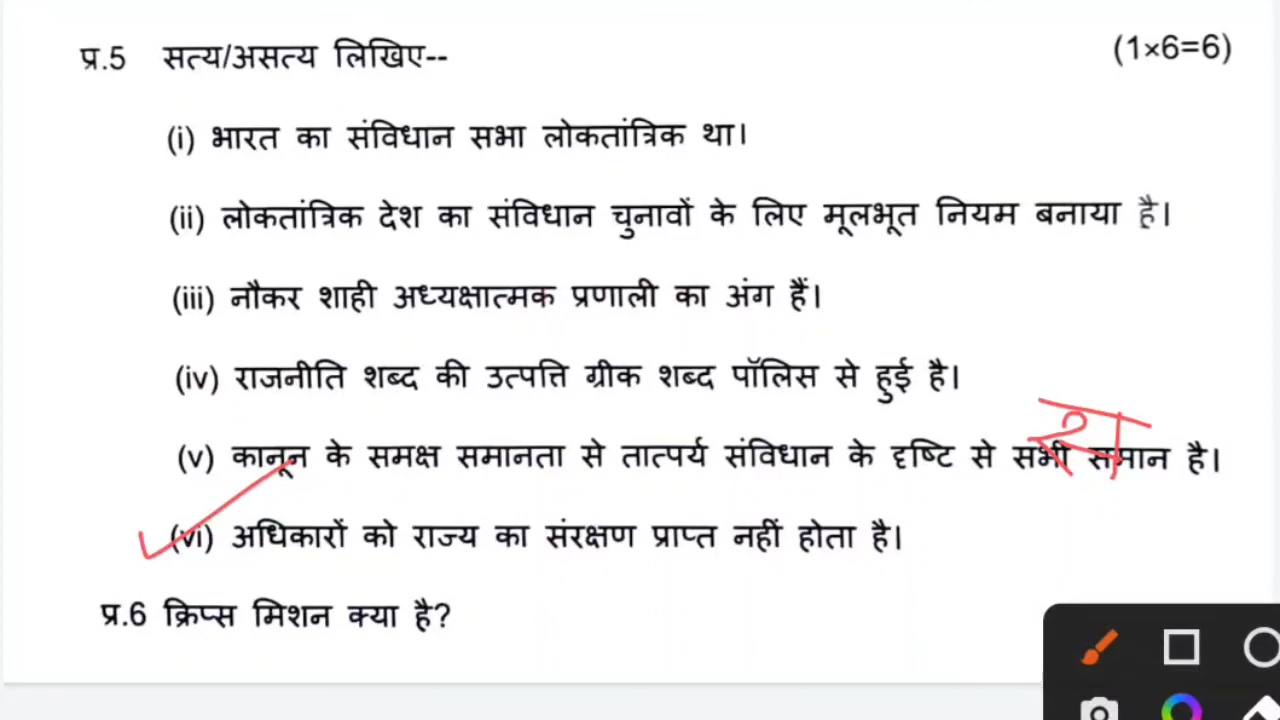 प्र.5 सत्य/असत्य लिखिए-- (1×6=6)
(i) भारत का संविधान सभा लोकतांत्रिक था।
(ii) लोकतांत्रिक देश का संविधान चुनावों के लिए मूलभूत नियम बनाया है।
(iii) नौकर शाही अध्यक्षात्मक प्रणाली का अंग हैं।
(iv) राजनीति शब्द की उत्पत्ति ग्रीक शब्द पॉलिस से हुई है।
(v) कानून के समक्ष समानता से तात्पर्य संविधान के दृष्टि से सभी समान है।
(vi) अधिकारों को राज्य का संरक्षण प्राप्त नहीं होता है।
प्र.6 क्रिप्स मिशन क्या है?